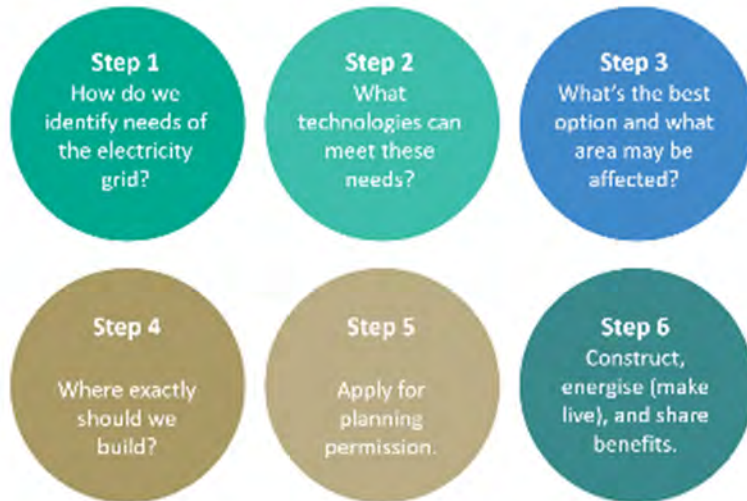 Step 1
How do we
identify needs of
the electricity
grid?
Step 2
What
technologies can
meet these
needs?
Step 3
What's the best
option and what
area may be
affected?
Step 4
Where exactly
should we
build?
Step 5
Apply for
planning
permission.
Step 6
Construct,
energise (make
live), and share
benefits.